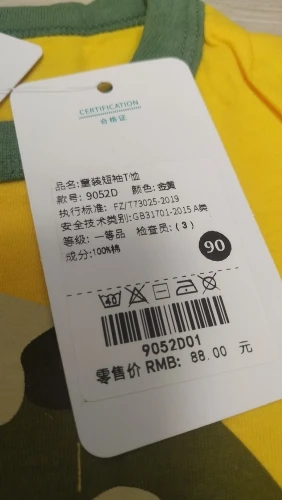 CERTIFICATION
合格证
品名:童装短袖T恤
款号: 9052D 颜色: 金黄
执行标准: FZ/T73025-2019
安全技术类别:GB31701-2015 A类
等级: 一等品 检查员: (3)
成分:100%棉
90
40
9052D01
零售价 RMB: 88.00 元